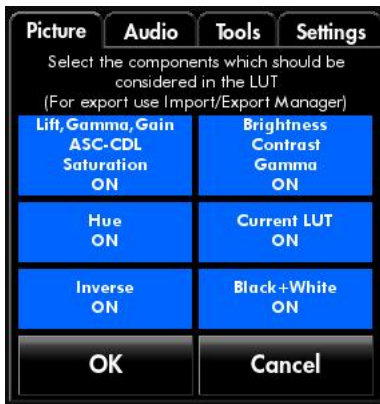 Picture Audio Tools Settings
Select the components which should be
considered
in the LUT
(For export use Import/Export Manager)
Lift,Gamma,Gain
ASC-CDL
Saturation
ON
Brightness
Contrast
Gamma
ON
Hue
ON
Current LUT
ON
Inverse
ON
Black+White
ON
OK
Cancel